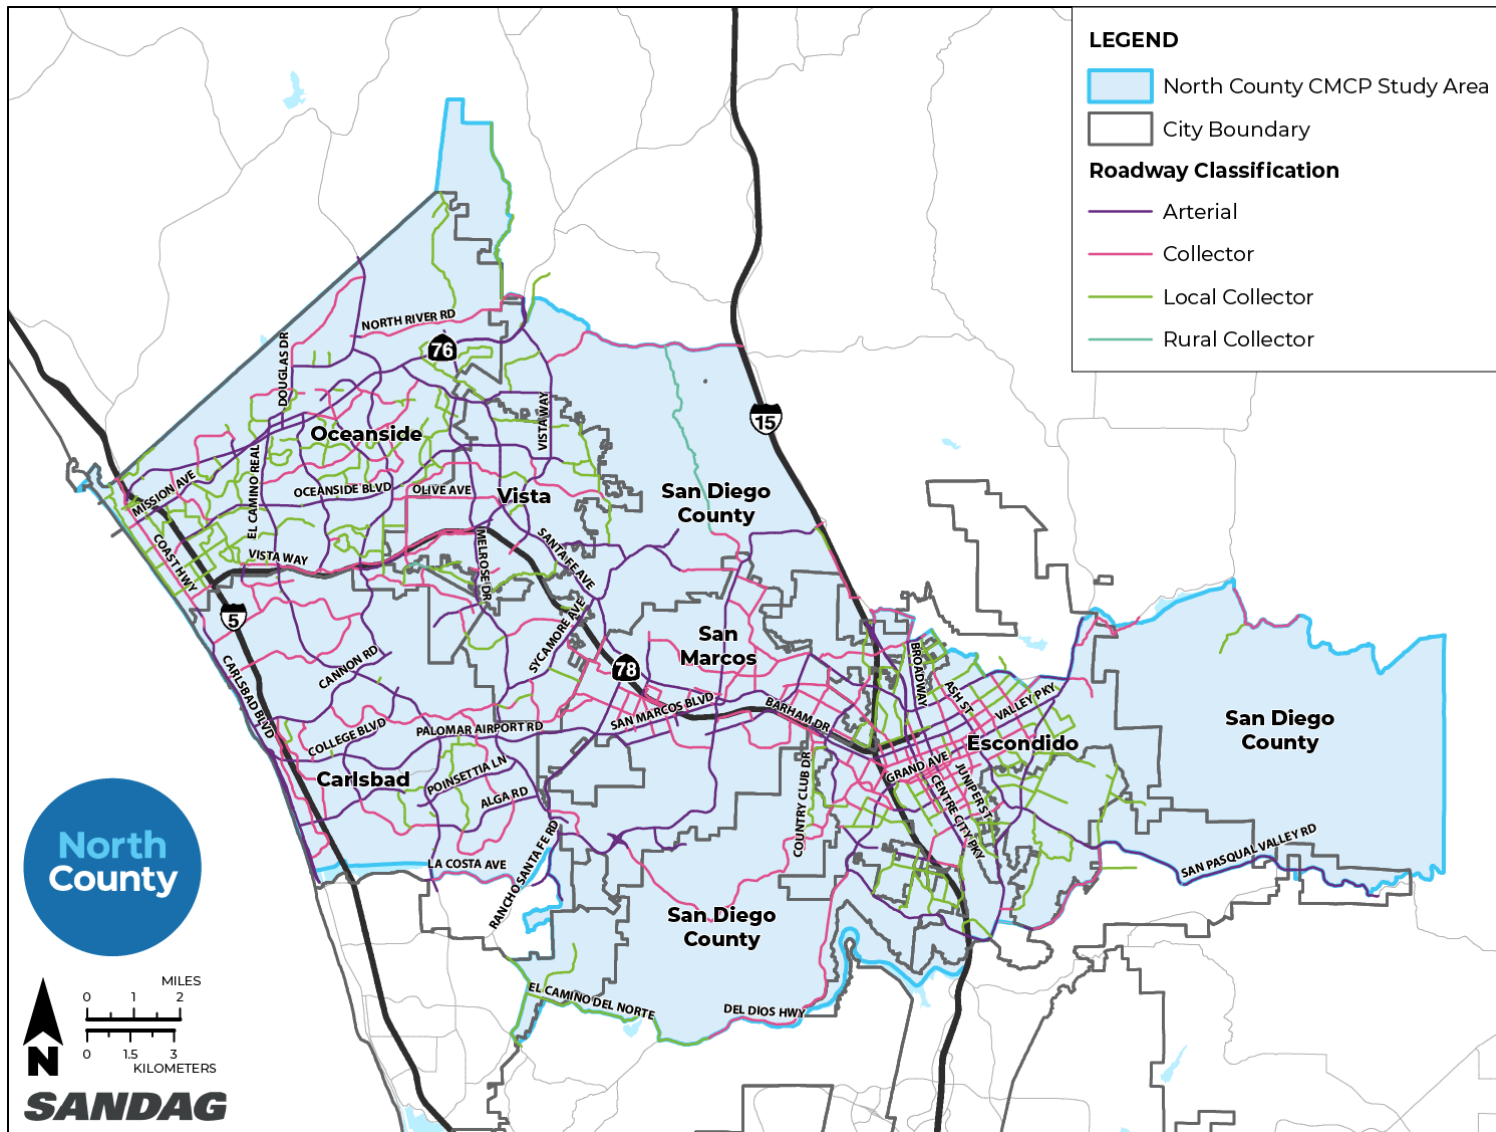 LEGEND
North County CMCP Study Area
City Boundary
Roadway Classification
Arterial
Collector
Local Collector
Rural Collector
NORTH RIVER RD
76
DOUGLAS DR
15
VISTA WAY
Oceanside
EL CAMINO REAL
MISSION AVE
OCEANSIDE BLVD
OLIVE AVE
Vista
San Diego
County
COAST HWY
VISTA WAY
MELROSE DR
SANTA FE AVE
5
SYCAMORE AVE
San
Marcos
78
CANNON RD
CARLSBAD BLVD
BROADWAY
ASH ST
VALLEY PKY
SAN MARCOS BLVD
BARHAM DR
COLLEGE BLVD
PALOMAR AIRPORT RD
San Diego
County
Escondido
Carlsbad
POINSETTIA LN
ALGA RD
GRAND AVE
JUNIPER ST
CENTRE CITY PKY
COUNTRY CLUB DR
LA COSTA AVE
RANCHO SANTA FE RD
SAN PASQUAL VALLEY RD
San Diego
County
EL CAMINO DEL NORTE
DEL DIOS HWY
North
County
MILES
0 1 2
0 1.5 3
KILOMETERS
N
SANDAG